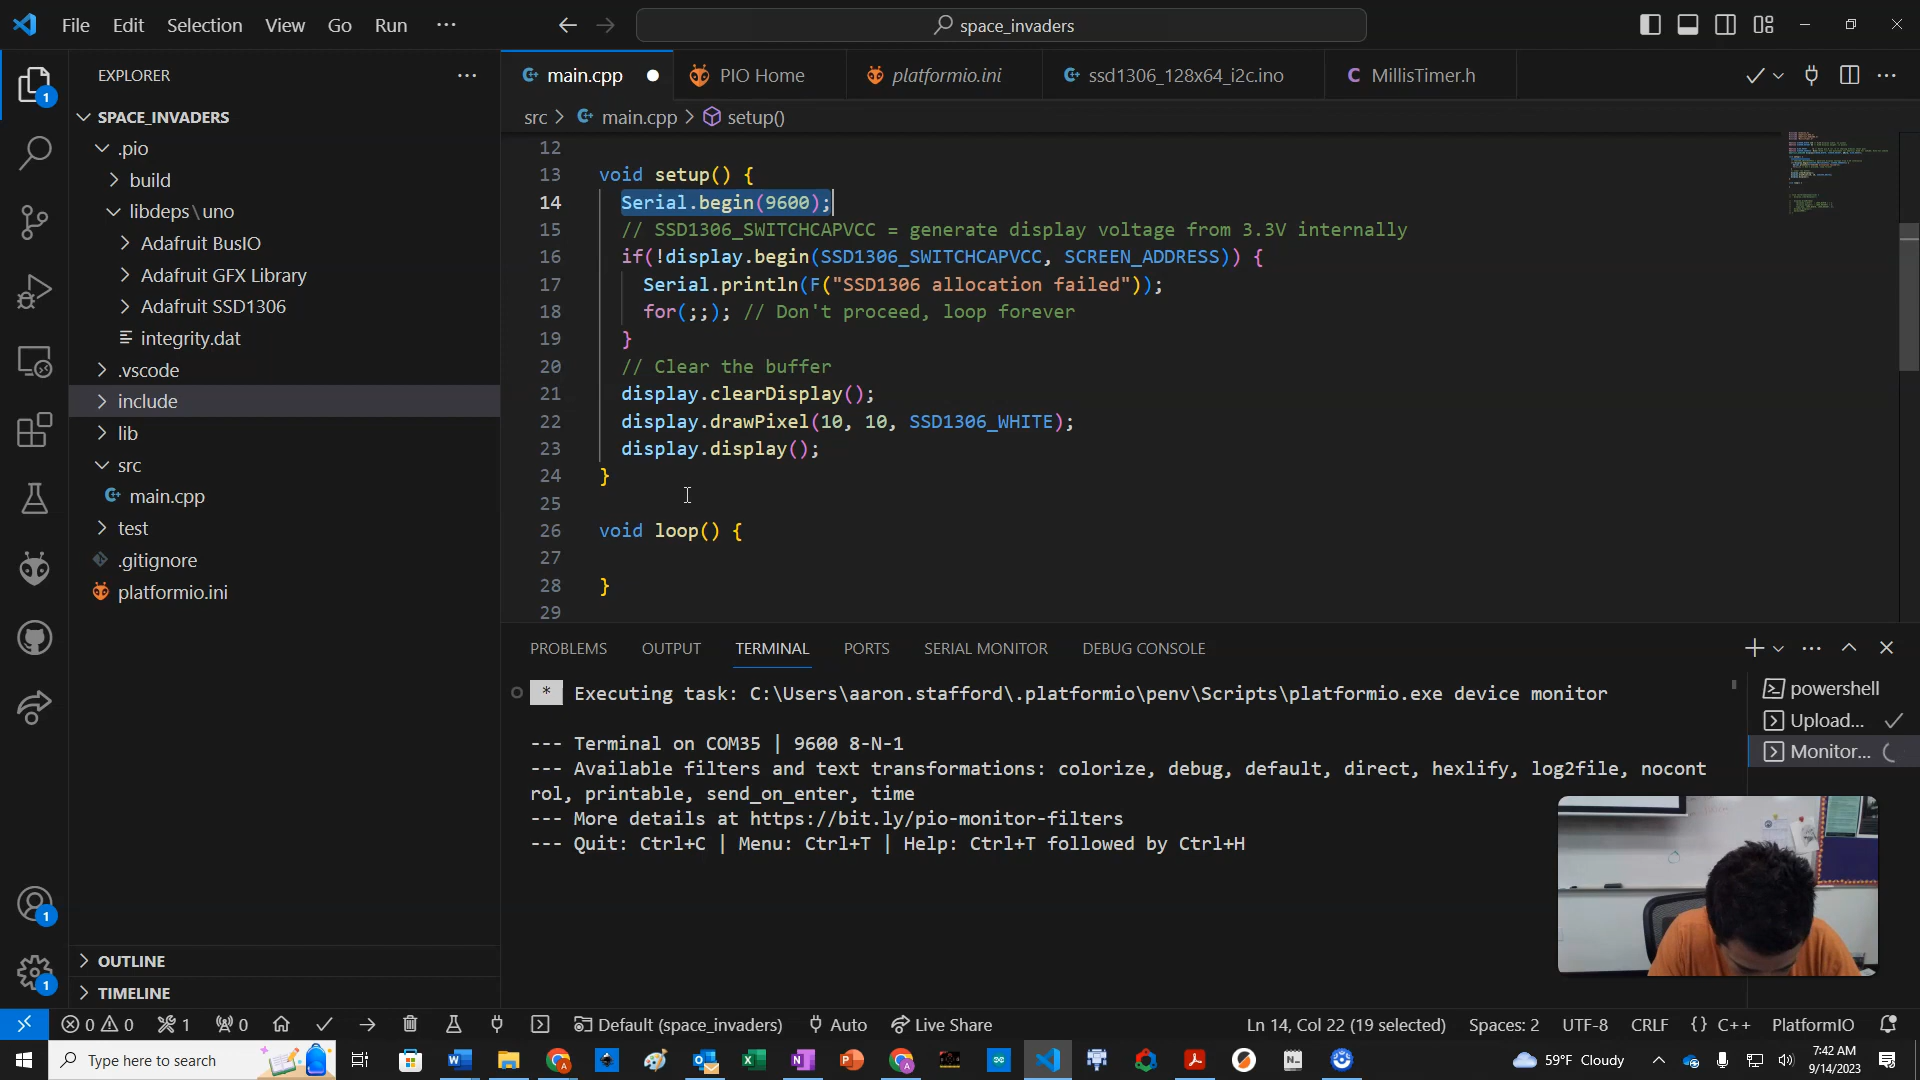 File Edit Selection View Go Run ···
space_invaders
EXPLORER
main.cpp
PIO Home
platformio.ini
ssd1306_128x64_i2c.ino
C MillisTimer.h
src > main.cpp > setup()
SPACE_INVADERS
.pio
build
libdeps\uno
Adafruit BusIO
Adafruit GFX Library
Adafruit SSD1306
integrity.dat
.vscode
include
lib
src
main.cpp
test
.gitignore
platformio.ini
OUTLINE
TIMELINE
12
13 void setup() {
14 Serial.begin(9600);
15 // SSD1306_SWITCHCAPVCC = generate display voltage from 3.3V internally
16 if(!display.begin(SSD1306_SWITCHCAPVCC, SCREEN_ADDRESS)) {
17 Serial.println(F("SSD1306 allocation failed"));
18 for(;;); // Don't proceed, loop forever
19 }
20 // Clear the buffer
21 display.clearDisplay();
22 display.drawPixel(10, 10, SSD1306_WHITE);
23 display.display();
24 }
25
26 void loop() {
27
28 }
29
PROBLEMS OUTPUT TERMINAL PORTS SERIAL MONITOR DEBUG CONSOLE
* Executing task: C:\Users\aaron.stafford\.platformio\penv\Scripts\platformio.exe device monitor
--- Terminal on COM35 | 9600 8-N-1
--- Available filters and text transformations: colorize, debug, default, direct, hexlify, log2file, nocont
rol, printable, send_on_enter, time
--- More details at https://bit.ly/pio-monitor-filters
--- Quit: Ctrl+C | Menu: Ctrl+T | Help: Ctrl+T followed by Ctrl+H
powershell
Upload...
Monitor...
1
1
1
0 0 1 0 Default (space_invaders) Auto Live Share Ln 14, Col 22 (19 selected) Spaces: 2 UTF-8 CRLF {} C++ PlatformIO
Type here to search
59°F Cloudy
7:42 AM
9/14/2023